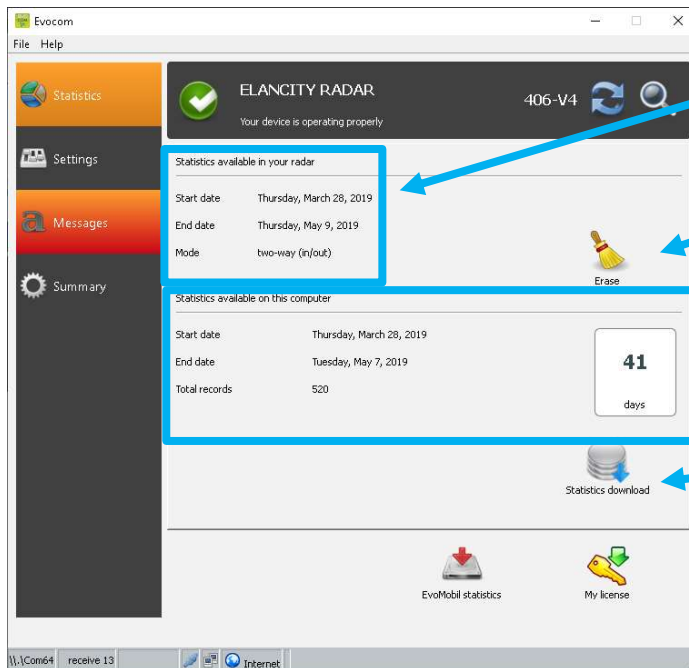 Evocom
File Help
Statistics
Settings
Messages
Summary
ELANCITY RADAR
Your device is operating properly
406-V4
Statistics available in your radar
Start date Thursday, March 28, 2019
End date Thursday, May 9, 2019
Mode two-way (in/out)
Erase
Statistics available on this computer
Start date Thursday, March 28, 2019
End date Tuesday, May 7, 2019
Total records 520
41
days
Statistics download
EvoMobil statistics
My license
\\.\Com64 receive 13 Internet